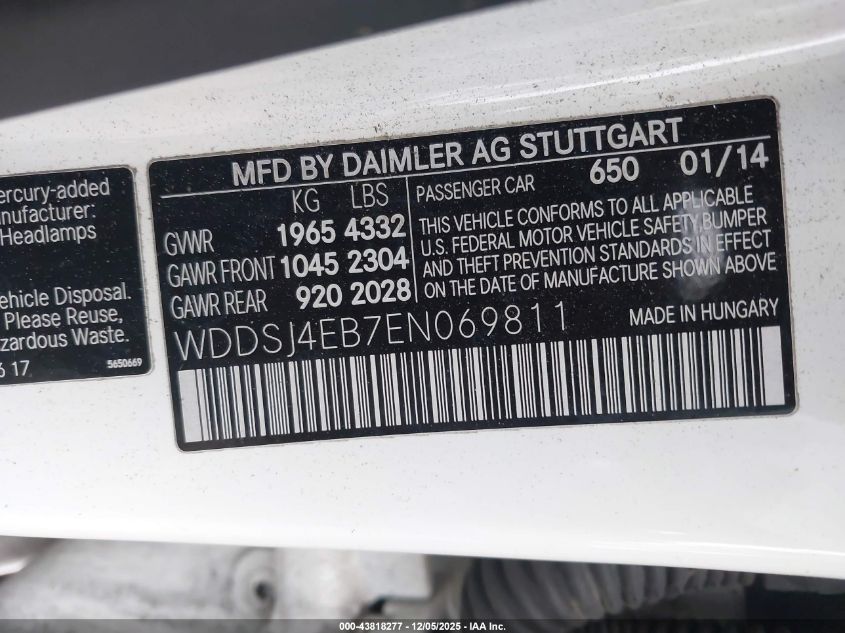 ercury-added
nufacturer:
Headlamps
ehicle Disposal.
Please Reuse,
azardous Waste.
6 17
5650669
MFD BY DAIMLER AG STUTTGART
KG LBS
GVWR 1965 4332
GAWR FRONT 1045 2304
GAWR REAR 920 2028
PASSENGER CAR 650 01/14
THIS VEHICLE CONFORMS TO ALL APPLICABLE
U.S. FEDERAL MOTOR VEHICLE SAFETY, BUMPER
AND THEFT PREVENTION STANDARDS IN EFFECT
ON THE DATE OF MANUFACTURE SHOWN ABOVE
WDDSJ4EB7EN069811
MADE IN HUNGARY
000-43818277 - 12/05/2025 - IAA Inc.